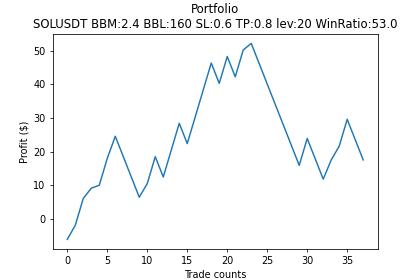 Portfolio
SOLUSDT BBM:2.4 BBL:160 SL:0.6 TP:0.8 lev:20 WinRatio:53.0
50
40
30
20
10
0
Profit ($)
0 5 10 15 20 25 30 35
Trade counts